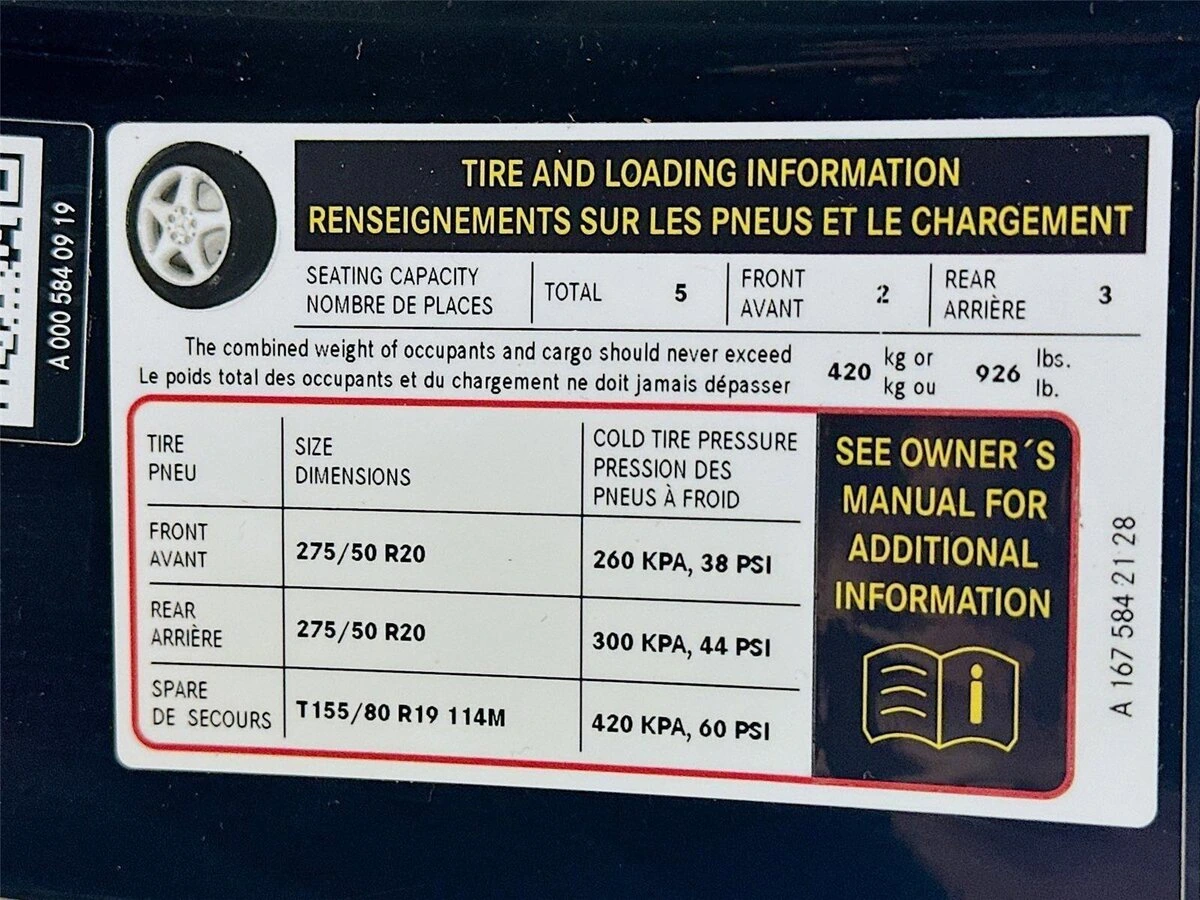 A 000 584 09 19
TIRE AND LOADING INFORMATION
RENSEIGNEMENTS SUR LES PNEUS ET LE CHARGEMENT
SEATING CAPACITY
NOMBRE DE PLACES
TOTAL 5
FRONT
AVANT
2
REAR
ARRIÈRE
3
The combined weight of occupants and cargo should never exceed
Le poids total des occupants et du chargement ne doit jamais dépasser
420
kg or
kg ou
926
lbs.
lb.
TIRE
PNEU
SIZE
DIMENSIONS
COLD TIRE PRESSURE
PRESSION DES
PNEUS À FROID
FRONT
AVANT
275/50 R20
260 KPA, 38 PSI
REAR
ARRIÈRE
275/50 R20
300 KPA, 44 PSI
SPARE
DE SECOURS
T155/80 R19 114M
420 KPA, 60 PSI
SEE OWNER´S
MANUAL FOR
ADDITIONAL
INFORMATION
A 167 584 21 28